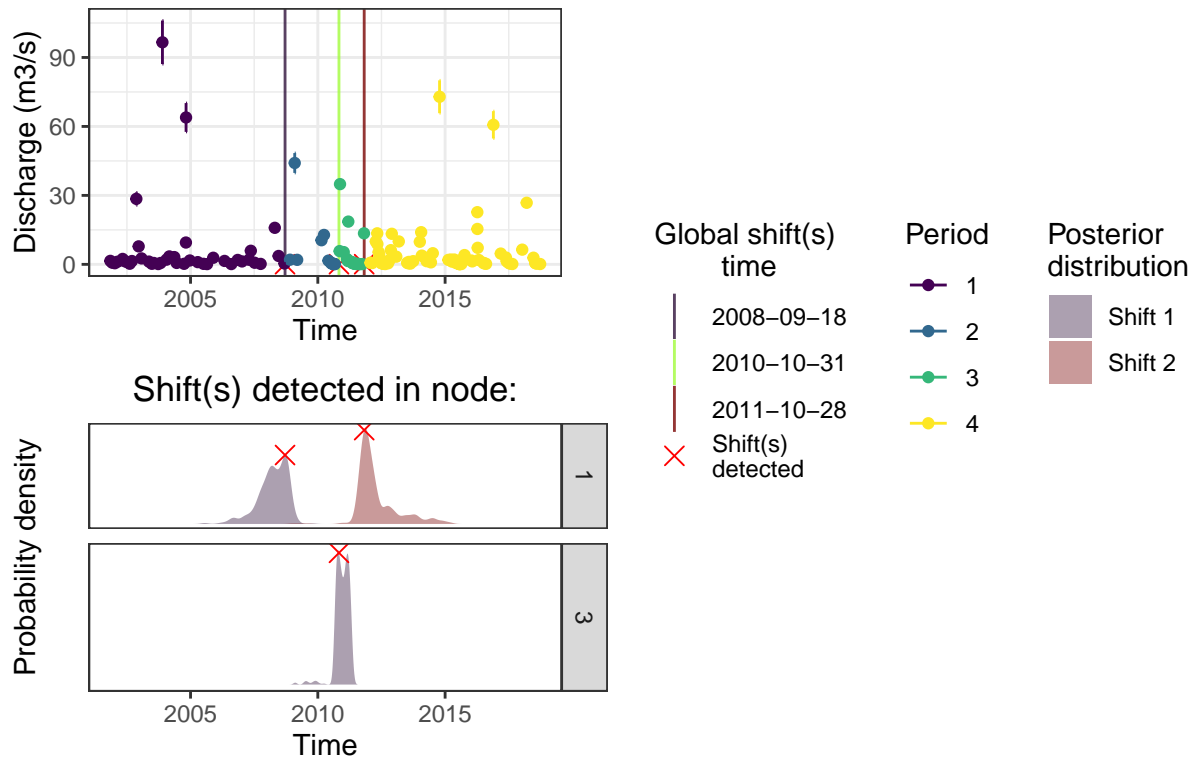 Discharge (m3/s)
90
60
30
0
2005 2010 2015
Time
Shift(s) detected in node:
Probability density
1
3
2005 2010 2015
Time
Global shift(s)
time
2008−09−18
2010−10−31
2011−10−28
Shift(s)
detected
Period
1
2
3
4
Posterior
distribution
Shift 1
Shift 2